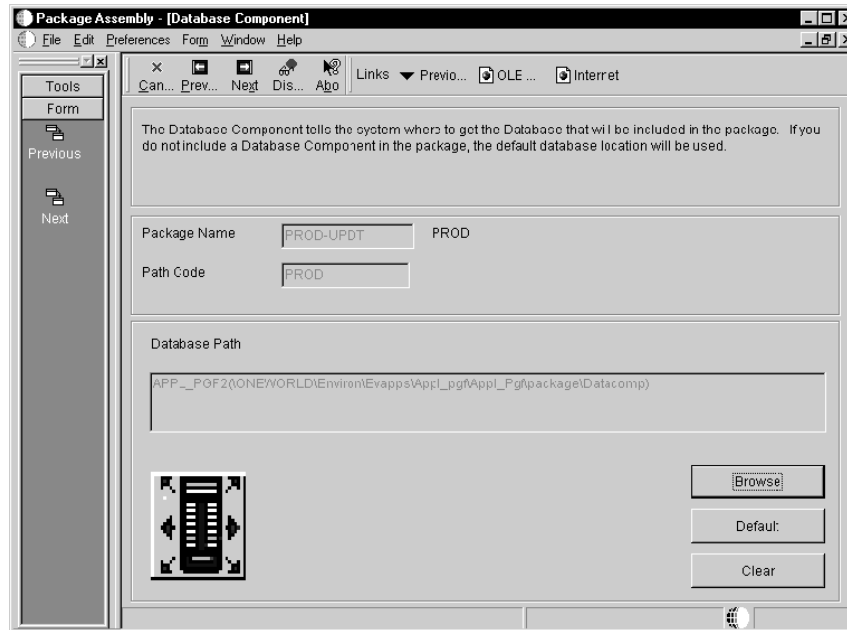 Package Assembly - [Database Component]
File Edit Preferences Form Window Help
Tools
Form
Previous
Next
Can... Prev... Next Dis... Abo Links Previo... OLE ... Internet
The Database Component tells the system where to get the Database that will be included in the package. If you
do not include a Database Component in the package, the default database location will be used.
Package Name PROD-UPDT PROD
Path Code PROD
Database Path
APPL_PGF2(\ONEWORLD\Environ\Evapps\Appl_pgf\Appl_Pgf\package\Datacomp)
Browse
Default
Clear